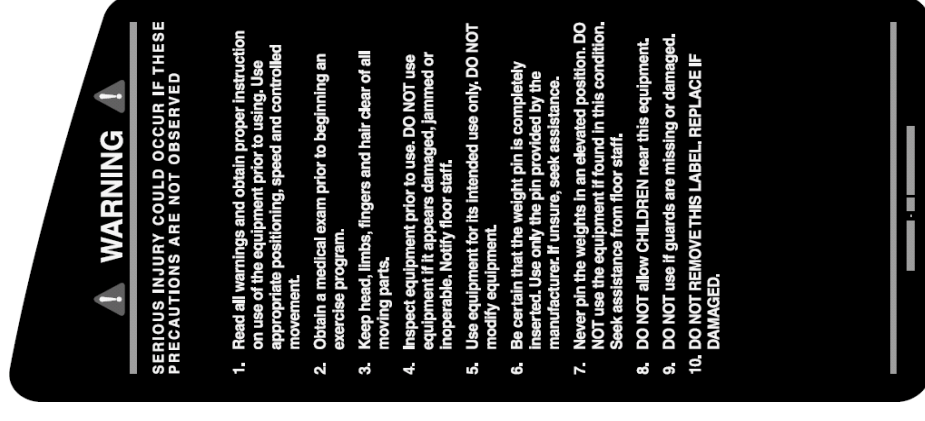 WARNING
SERIOUS INJURY COULD OCCUR IF THESE
PRECAUTIONS ARE NOT OBSERVED
1. Read all warnings and obtain proper instruction
on use of the equipment prior to using. Use
appropriate positioning, speed and controlled
movement.
2. Obtain a medical exam prior to beginning an
exercise program.
3. Keep head, limbs, fingers and hair clear of all
moving parts.
4. Inspect equipment prior to use. DO NOT use
equipment if it appears damaged, jammed or
inoperable. Notify floor staff.
5. Use equipment for its intended use only. DO NOT
modify equipment.
6. Be certain that the weight pin is completely
inserted. Use only the pin provided by the
manufacturer. If unsure, seek assistance.
7. Never pin the weights in an elevated position. DO
NOT use the equipment if found in this condition.
Seek assistance from floor staff.
8. DO NOT allow CHILDREN near this equipment.
9. DO NOT use if guards are missing or damaged.
10. DO NOT REMOVE THIS LABEL. REPLACE IF
DAMAGED.